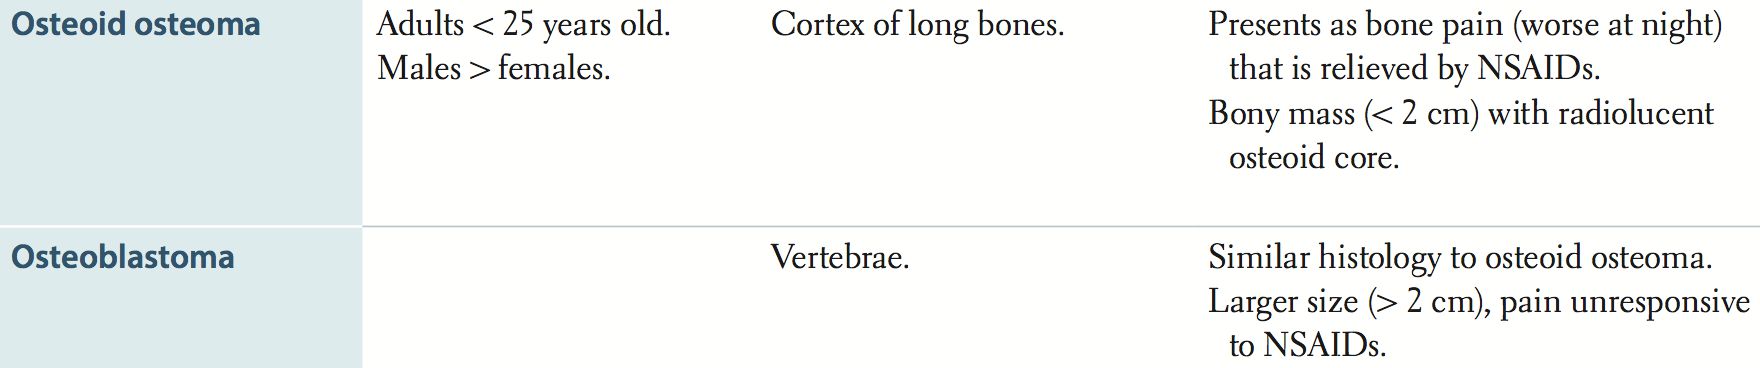 Osteoid osteoma
Adults < 25 years old.
Males > females.
Cortex of long bones.
Presents as bone pain (worse at night)
that is relieved by NSAIDs.
Bony mass (< 2 cm) with radiolucent
osteoid core.
Osteoblastoma
Vertebrae.
Similar histology to osteoid osteoma.
Larger size (> 2 cm), pain unresponsive
to NSAIDs.